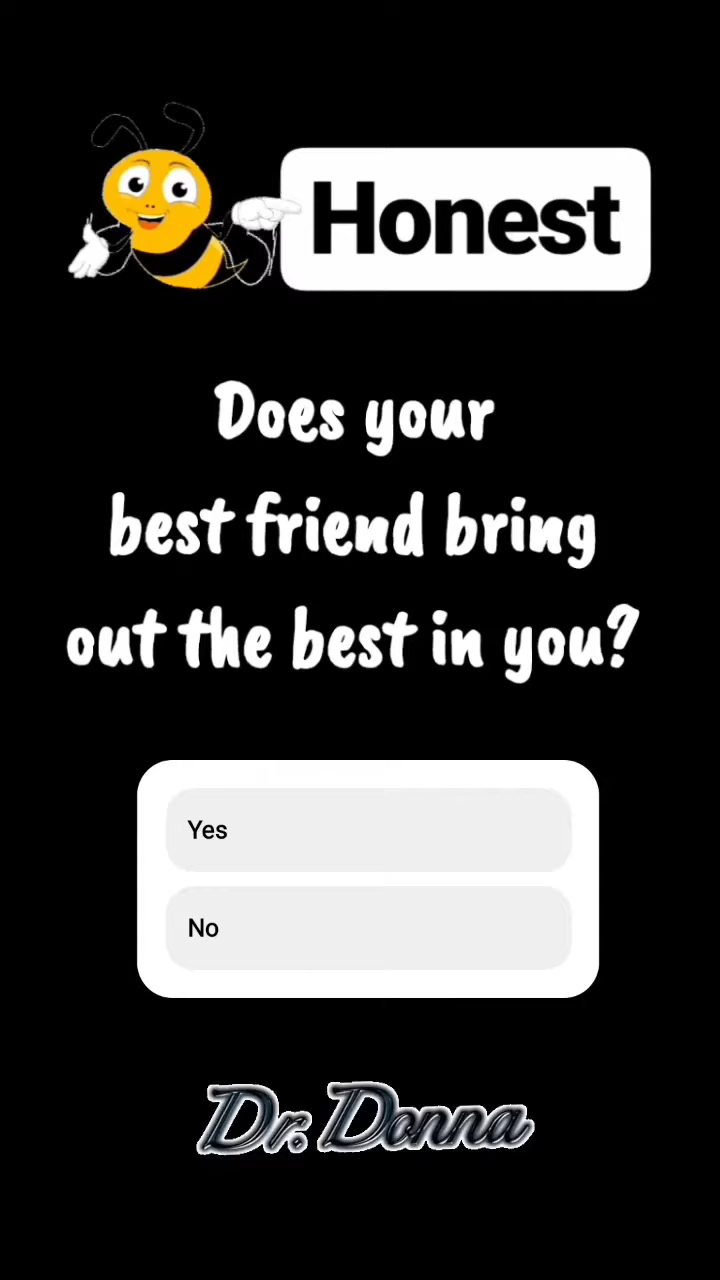 Honest
Does your
best friend bring
out the best in you?
Yes
No
Dr. Donna